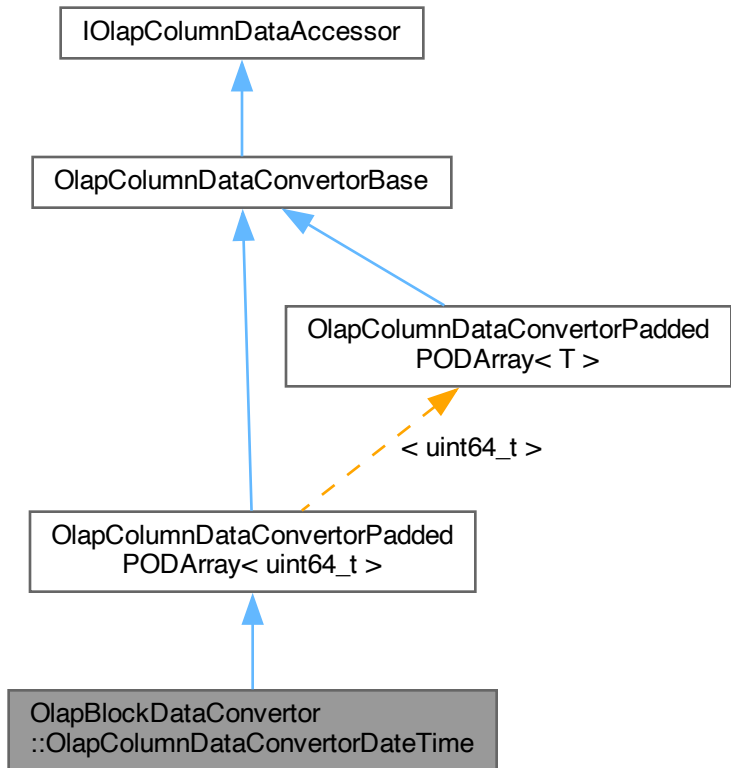 IOlapColumnDataAccessor
OlapColumnDataConvertorBase
OlapColumnDataConvertorPadded
PODArray< T >
< uint64_t >
OlapColumnDataConvertorPadded
PODArray< uint64_t >
OlapBlockDataConvertor
::OlapColumnDataConvertorDateTime